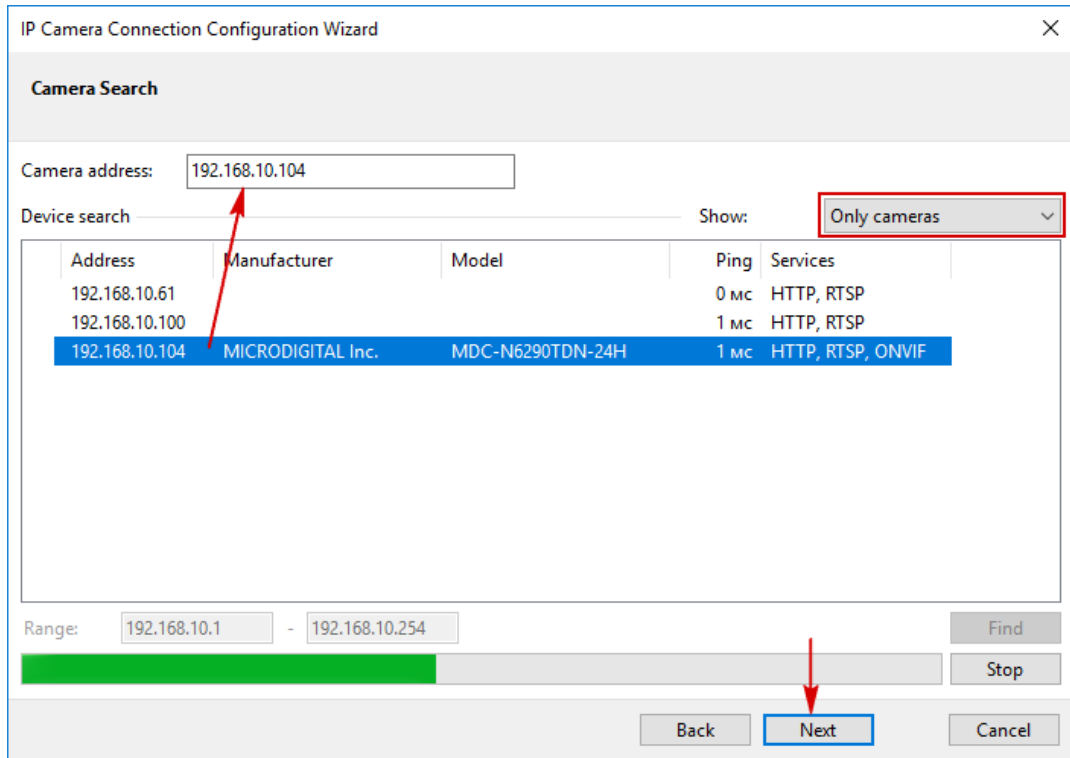 IP Camera Connection Configuration Wizard
Camera Search
Camera address: 192.168.10.104
Device search Show: Only cameras
Address Manufacturer Model Ping Services
192.168.10.61 0 мс HTTP, RTSP
192.168.10.100 1 мс HTTP, RTSP
192.168.10.104 MICRODIGITAL Inc. MDC-N6290TDN-24H 1 мс HTTP, RTSP, ONVIF
Range: 192.168.10.1 - 192.168.10.254 Find
Stop
Back Next Cancel